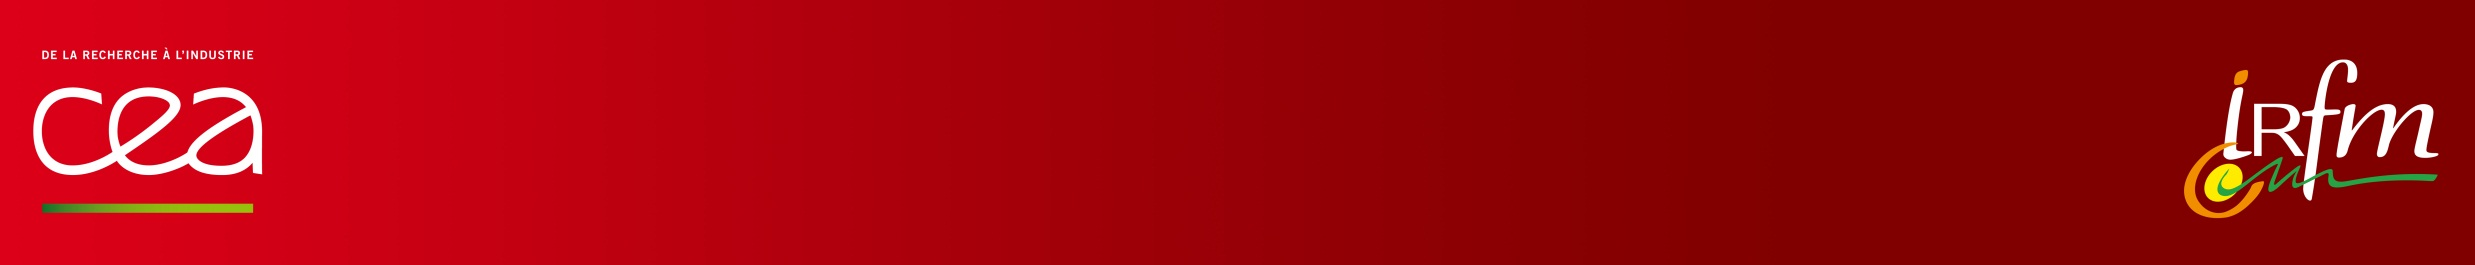 DE LA RECHERCHE À L'INDUSTRIE
cea
iRfm